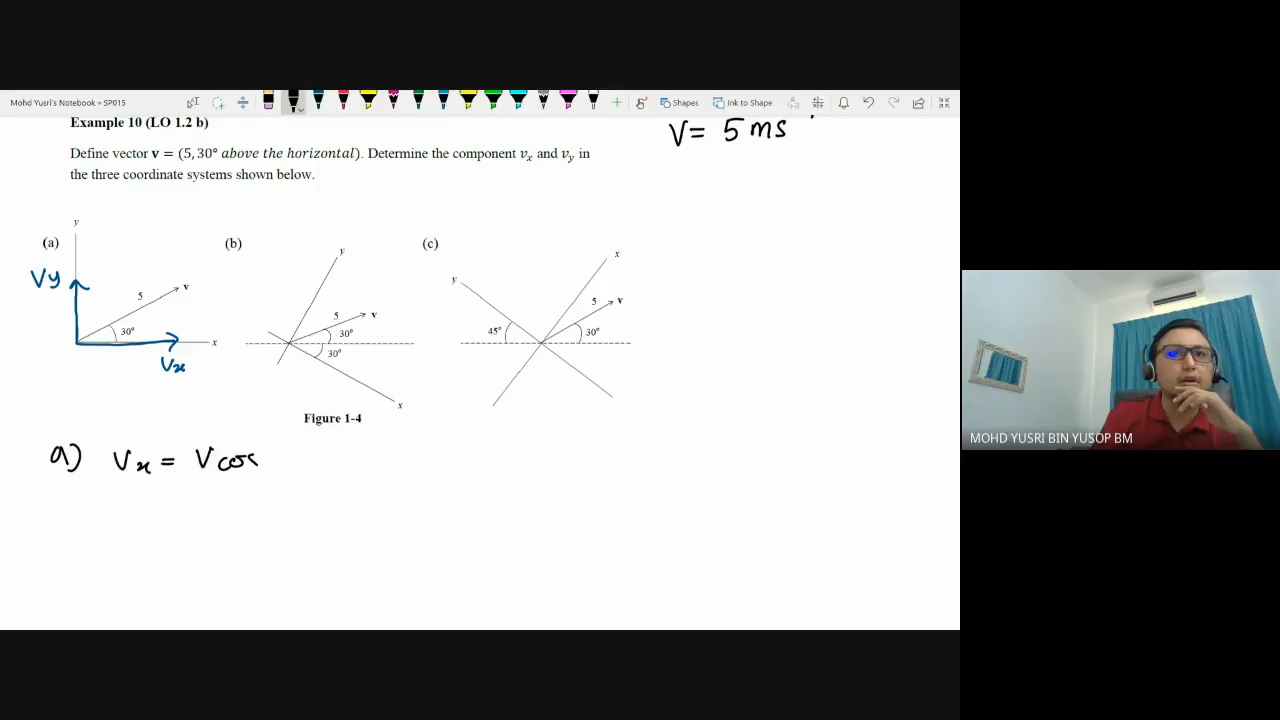 Mohd Yusri's Notebook = SP015
Shapes
Ink to Shape
Example 10 (LO 1.2 b)
V = 5 ms
Define vector v = (5, 30° above the horizontal). Determine the component vx and vy in
the three coordinate systems shown below.
(a)
y
Vy
5
v
30°
x
Vx
(b)
y
5
v
30°
30°
x
(c)
x
y
5
v
45°
30°
Figure 1-4
a) Vx = V cos
MOHD YUSRI BIN YUSOP BM